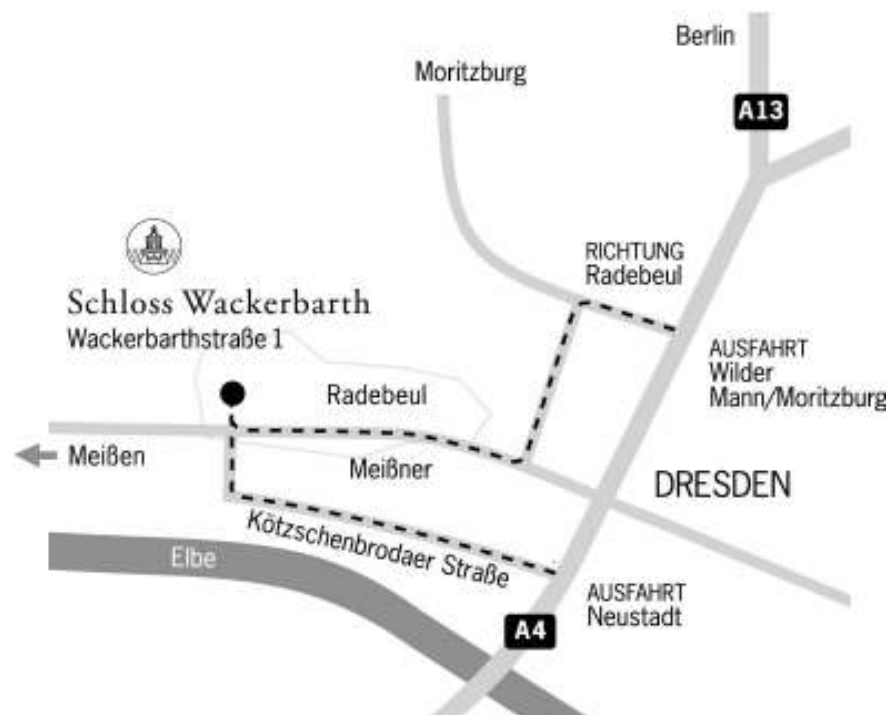 Berlin
Moritzburg
A13
RICHTUNG
Radebeul
Schloss Wackerbarth
Wackerbarthstraße 1
AUSFAHRT
Wilder
Mann/Moritzburg
Radebeul
Meißen
Meißner
DRESDEN
Kötzschenbrodaer Straße
Elbe
AUSFAHRT
Neustadt
A4